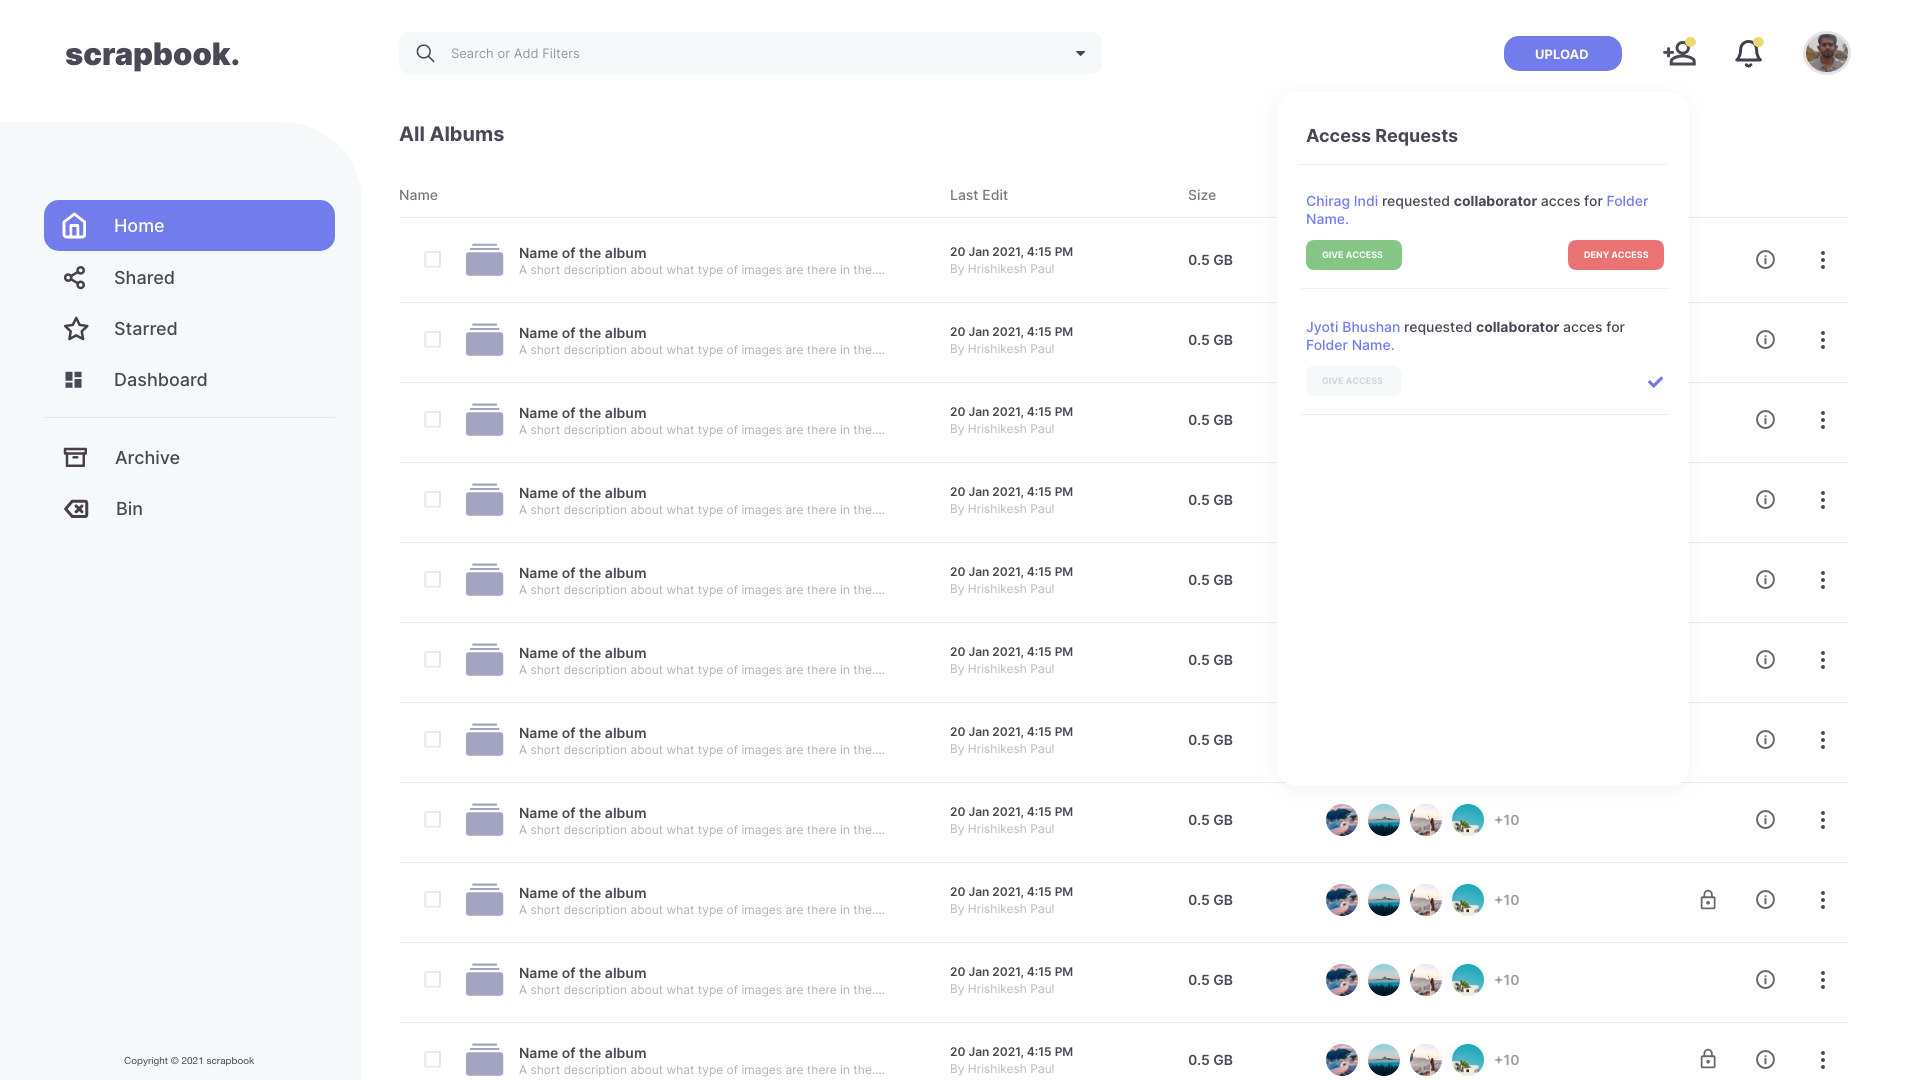 scrapbook.
Search or Add Filters
UPLOAD
Home
Shared
Starred
Dashboard
Archive
Bin
Copyright © 2021 scrapbook
All Albums
Name Last Edit Size
Name of the album 20 Jan 2021, 4:15 PM
A short description about what type of images are there in the.... By Hrishikesh Paul
0.5 GB
Name of the album 20 Jan 2021, 4:15 PM
A short description about what type of images are there in the.... By Hrishikesh Paul
0.5 GB
Name of the album 20 Jan 2021, 4:15 PM
A short description about what type of images are there in the.... By Hrishikesh Paul
0.5 GB
Name of the album 20 Jan 2021, 4:15 PM
A short description about what type of images are there in the.... By Hrishikesh Paul
0.5 GB
Name of the album 20 Jan 2021, 4:15 PM
A short description about what type of images are there in the.... By Hrishikesh Paul
0.5 GB
Name of the album 20 Jan 2021, 4:15 PM
A short description about what type of images are there in the.... By Hrishikesh Paul
0.5 GB
Name of the album 20 Jan 2021, 4:15 PM
A short description about what type of images are there in the.... By Hrishikesh Paul
0.5 GB
Name of the album 20 Jan 2021, 4:15 PM
A short description about what type of images are there in the.... By Hrishikesh Paul
0.5 GB +10
Name of the album 20 Jan 2021, 4:15 PM
A short description about what type of images are there in the.... By Hrishikesh Paul
0.5 GB +10
Name of the album 20 Jan 2021, 4:15 PM
A short description about what type of images are there in the.... By Hrishikesh Paul
0.5 GB +10
Name of the album 20 Jan 2021, 4:15 PM
A short description about what type of images are there in the.... By Hrishikesh Paul
0.5 GB +10
Access Requests
Chirag Indi requested collaborator acces for Folder
Name.
GIVE ACCESS DENY ACCESS
Jyoti Bhushan requested collaborator acces for
Folder Name.
GIVE ACCESS